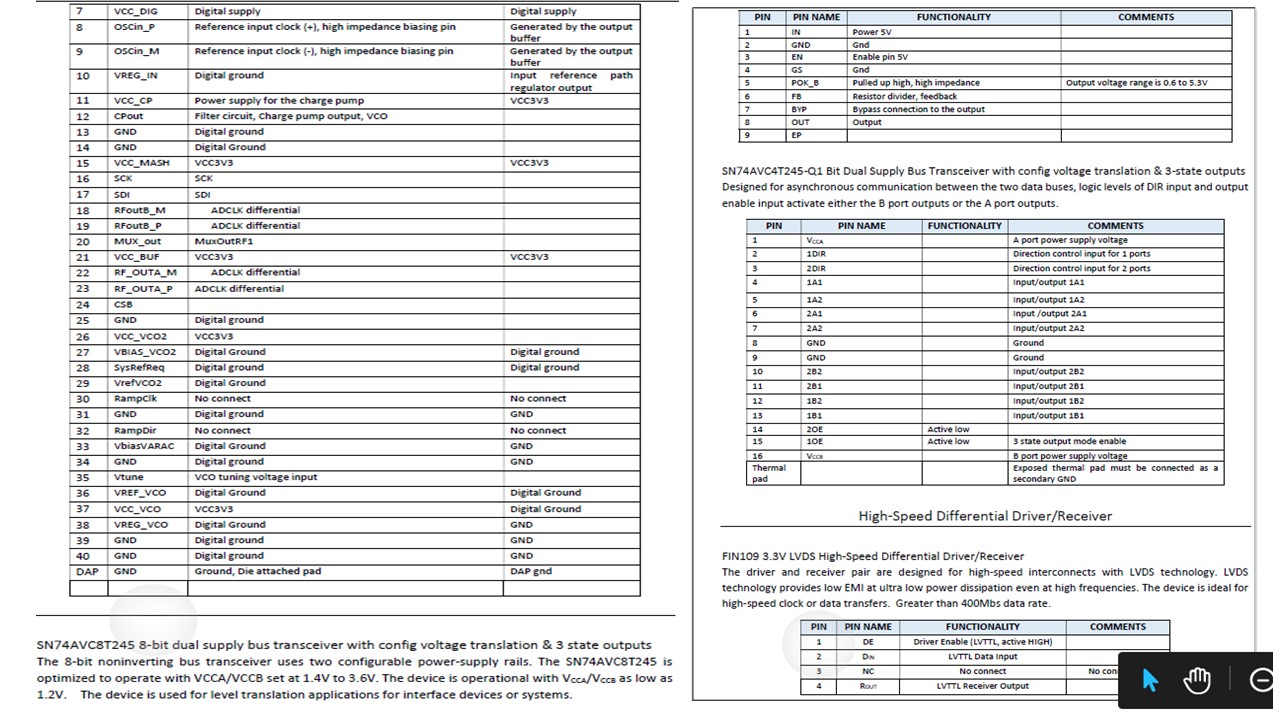 7 VCC_DIG Digital supply Digital supply
8 OSCin_P Reference input clock (+), high impedance biasing pin Generated by the output
buffer
9 OSCin_M Reference input clock (-), high impedance biasing pin Generated by the output
buffer
10 VREG_IN Digital ground Input reference path
regulator output
11 VCC_CP Power supply for the charge pump VCC3V3
12 CPout Filter circuit, Charge pump output, VCO
13 GND Digital ground
14 GND Digital Ground
15 VCC_MASH VCC3V3 VCC3V3
16 SCK SCK
17 SDI SDI
18 RFoutB_M ADCLK differential
19 RFoutB_P ADCLK differential
20 MUX_out MuxOutRF1
21 VCC_BUF VCC3V3 VCC3V3
22 RF_OUTA_M ADCLK differential
23 RF_OUTA_P ADCLK differential
24 CSB
25 GND Digital ground
26 VCC_VCO2 VCC3V3
27 VBIAS_VCO2 Digital Ground Digital ground
28 SysRefReq Digital ground Digital ground
29 VrefVCO2 Digital Ground
30 RampClk No connect No connect
31 GND Digital ground GND
32 RampDir No connect No connect
33 VbiasVARAC Digital Ground GND
34 GND Digital ground GND
35 Vtune VCO tuning voltage input
36 VREF_VCO Digital Ground Digital Ground
37 VCC_VCO VCC3V3 Digital Ground
38 VREG_VCO Digital Ground GND
39 GND Digital ground GND
40 GND Digital ground GND
DAP GND Ground, Die attached pad DAP gnd
SN74AVC8T245 8-bit dual supply bus transceiver with config voltage translation & 3 state outputs
The 8-bit noninverting bus transceiver uses two configurable power-supply rails. The SN74AVC8T245 is
optimized to operate with VCCA/VCCB set at 1.4V to 3.6V. The device is operational with VCCA/VCCB as low as
1.2V. The device is used for level translation applications for interface devices or systems.
PIN PIN NAME FUNCTIONALITY COMMENTS
1 IN Power 5V
2 GND Gnd
3 EN Enable pin 5V
4 GS Gnd
5 POK_B Pulled up high, high impedance Output voltage range is 0.6 to 5.3V
6 FB Resistor divider, feedback
7 BYP Bypass connection to the output
8 OUT Output
9 EP
SN74AVC4T245-Q1 Bit Dual Supply Bus Transceiver with config voltage translation & 3-state outputs
Designed for asynchronous communication between the two data buses, logic levels of DIR input and output
enable input activate either the B port outputs or the A port outputs.
PIN PIN NAME FUNCTIONALITY COMMENTS
1 VCCA A port power supply voltage
2 1DIR Direction control input for 1 ports
3 2DIR Direction control input for 2 ports
4 1A1 Input/output 1A1
5 1A2 Input/output 1A2
6 2A1 Input /output 2A1
7 2A2 Input/output 2A2
8 GND Ground
9 GND Ground
10 2B2 Input/output 2B2
11 2B1 Input/output 2B1
12 1B2 Input/output 1B2
13 1B1 Input/output 1B1
14 2OE Active low
15 1OE Active low 3 state output mode enable
16 VCCB B port power supply voltage
Thermal Exposed thermal pad must be connected as a
pad secondary GND
High-Speed Differential Driver/Receiver
FIN109 3.3V LVDS High-Speed Differential Driver/Receiver
The driver and receiver pair are designed for high-speed interconnects with LVDS technology. LVDS
technology provides low EMI at ultra low power dissipation even at high frequencies. The device is ideal for
high-speed clock or data transfers. Greater than 400Mbs data rate.
PIN PIN NAME FUNCTIONALITY COMMENTS
1 DE Driver Enable (LVTTL, active HIGH)
2 DIN LVTTL Data Input
3 NC No connect No con
4 ROUT LVTTL Receiver Output